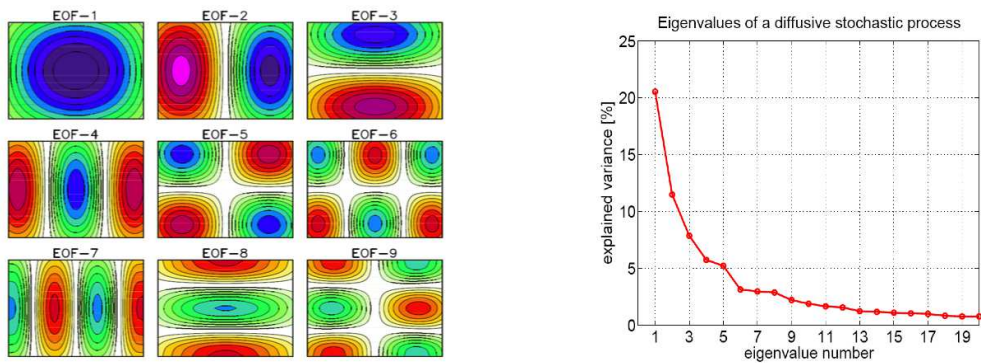 EOF-1 EOF-2 EOF-3
EOF-4 EOF-5 EOF-6
EOF-7 EOF-8 EOF-9
Eigenvalues of a diffusive stochastic process
explained variance [%]
25
20
15
10
5
0
1 3 5 7 9 11 13 15 17 19
eigenvalue number